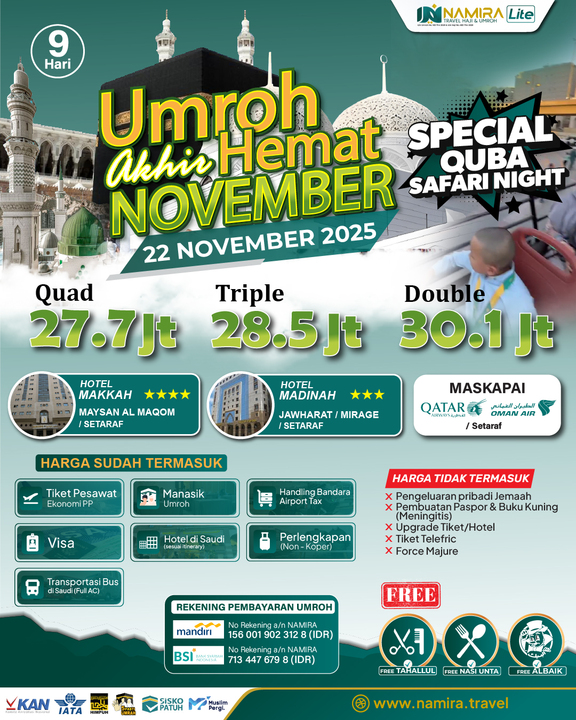 NAMIRA
TRAVEL HAJI & UMROH
Lite
9
Hari
Umroh
Akhir Hemat
NOVEMBER
22 NOVEMBER 2025
SPECIAL
QUBA
SAFARI NIGHT
Quad
27.7Jt
Triple
28.5Jt
Double
30.1 Jt
HOTEL
MAKKAH
MAYSAN AL MAQOM
/ SETARAF
HOTEL
MADINAH
JAWHARAT / MIRAGE
/ SETARAF
MASKAPAI
QATAR
الطيران العماني
OMAN AIR
/ Setaraf
HARGA SUDAH TERMASUK
Tiket Pesawat
Ekonomi PP
Manasik
Umroh
Handling Bandara
Airport Tax
Visa
Hotel di Saudi
(sesuai itinerary)
Perlengkapan
(Non - Koper)
Transportasi Bus
di Saudi (Full AC)
HARGA TIDAK TERMASUK
X Pengeluaran pribadi Jemaah
X Pembuatan Paspor & Buku Kuning
(Meningitis)
X Upgrade Tiket/Hotel
X Tiket Telefric
X Force Majure
REKENING PEMBAYARAN UMROH
mandiri
No Rekening a/n NAMIRA
156 001 902 312 8 (IDR)
BSI
No Rekening a/n NAMIRA
713 447 679 8 (IDR)
FREE
FREE TAHALLUL
FREE NASI UNTA
FREE ALBAIK
KAN
IATA
HIMPUH
SISKO
PATUH
Muslim
Pergi
www.namira.travel